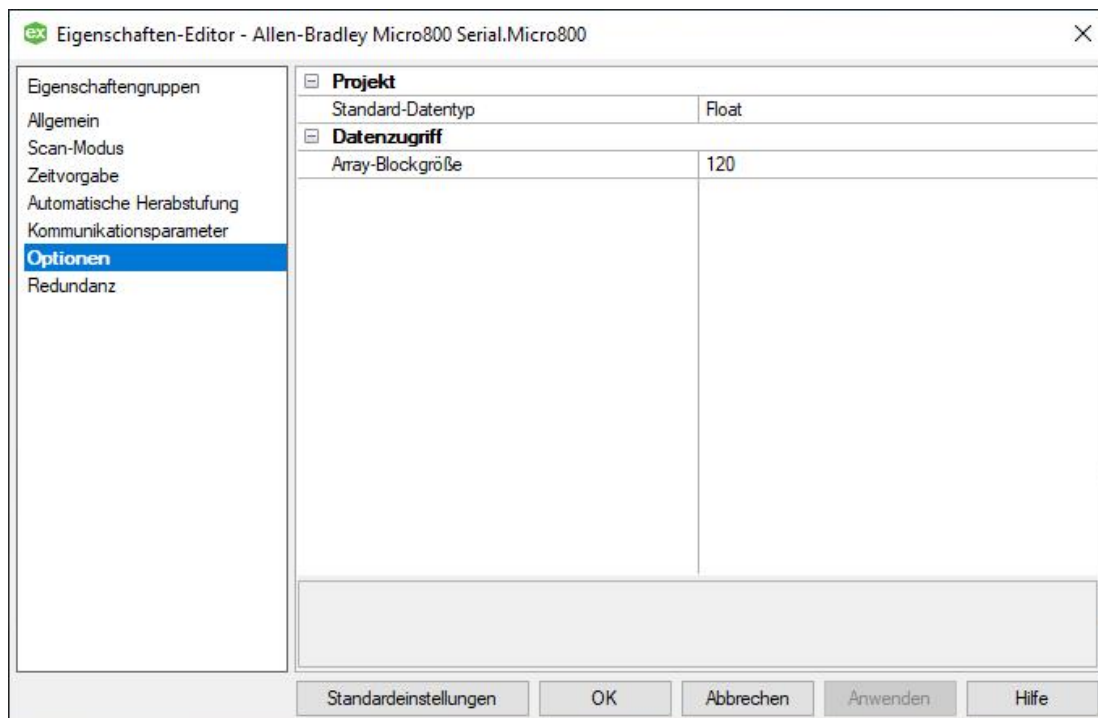 ex Eigenschaften-Editor - Allen-Bradley Micro800 Serial.Micro800
Eigenschaftengruppen
Allgemein
Scan-Modus
Zeitvorgabe
Automatische Herabstufung
Kommunikationsparameter
Optionen
Redundanz
Projekt
Standard-Datentyp Float
Datenzugriff
Array-Blockgröße 120
Standardeinstellungen OK Abbrechen Anwenden Hilfe